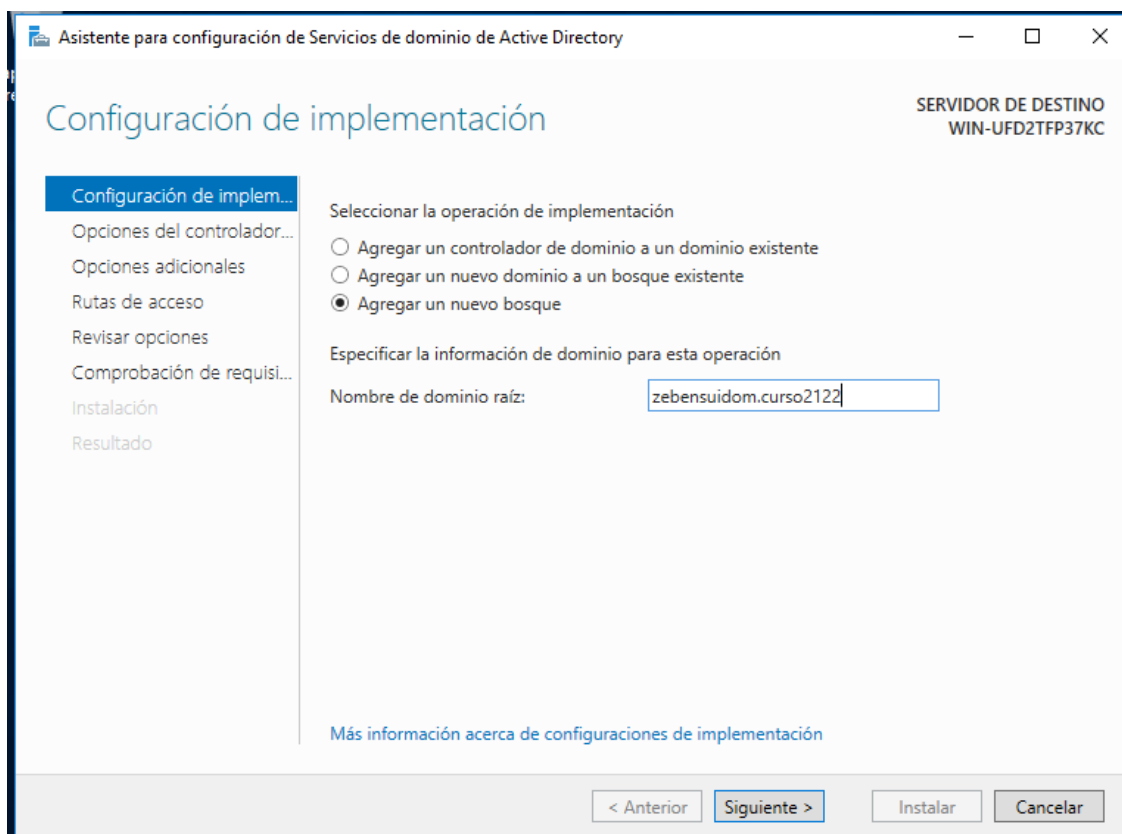 Asistente para configuración de Servicios de dominio de Active Directory
Configuración de implementación
SERVIDOR DE DESTINO
WIN-UFD2TFP37KC
Configuración de implem...
Opciones del controlador...
Opciones adicionales
Rutas de acceso
Revisar opciones
Comprobación de requisi...
Instalación
Resultado
Seleccionar la operación de implementación
Agregar un controlador de dominio a un dominio existente
Agregar un nuevo dominio a un bosque existente
Agregar un nuevo bosque
Especificar la información de dominio para esta operación
Nombre de dominio raíz: zebensuidom.curso2122
Más información acerca de configuraciones de implementación
< Anterior Siguiente > Instalar Cancelar